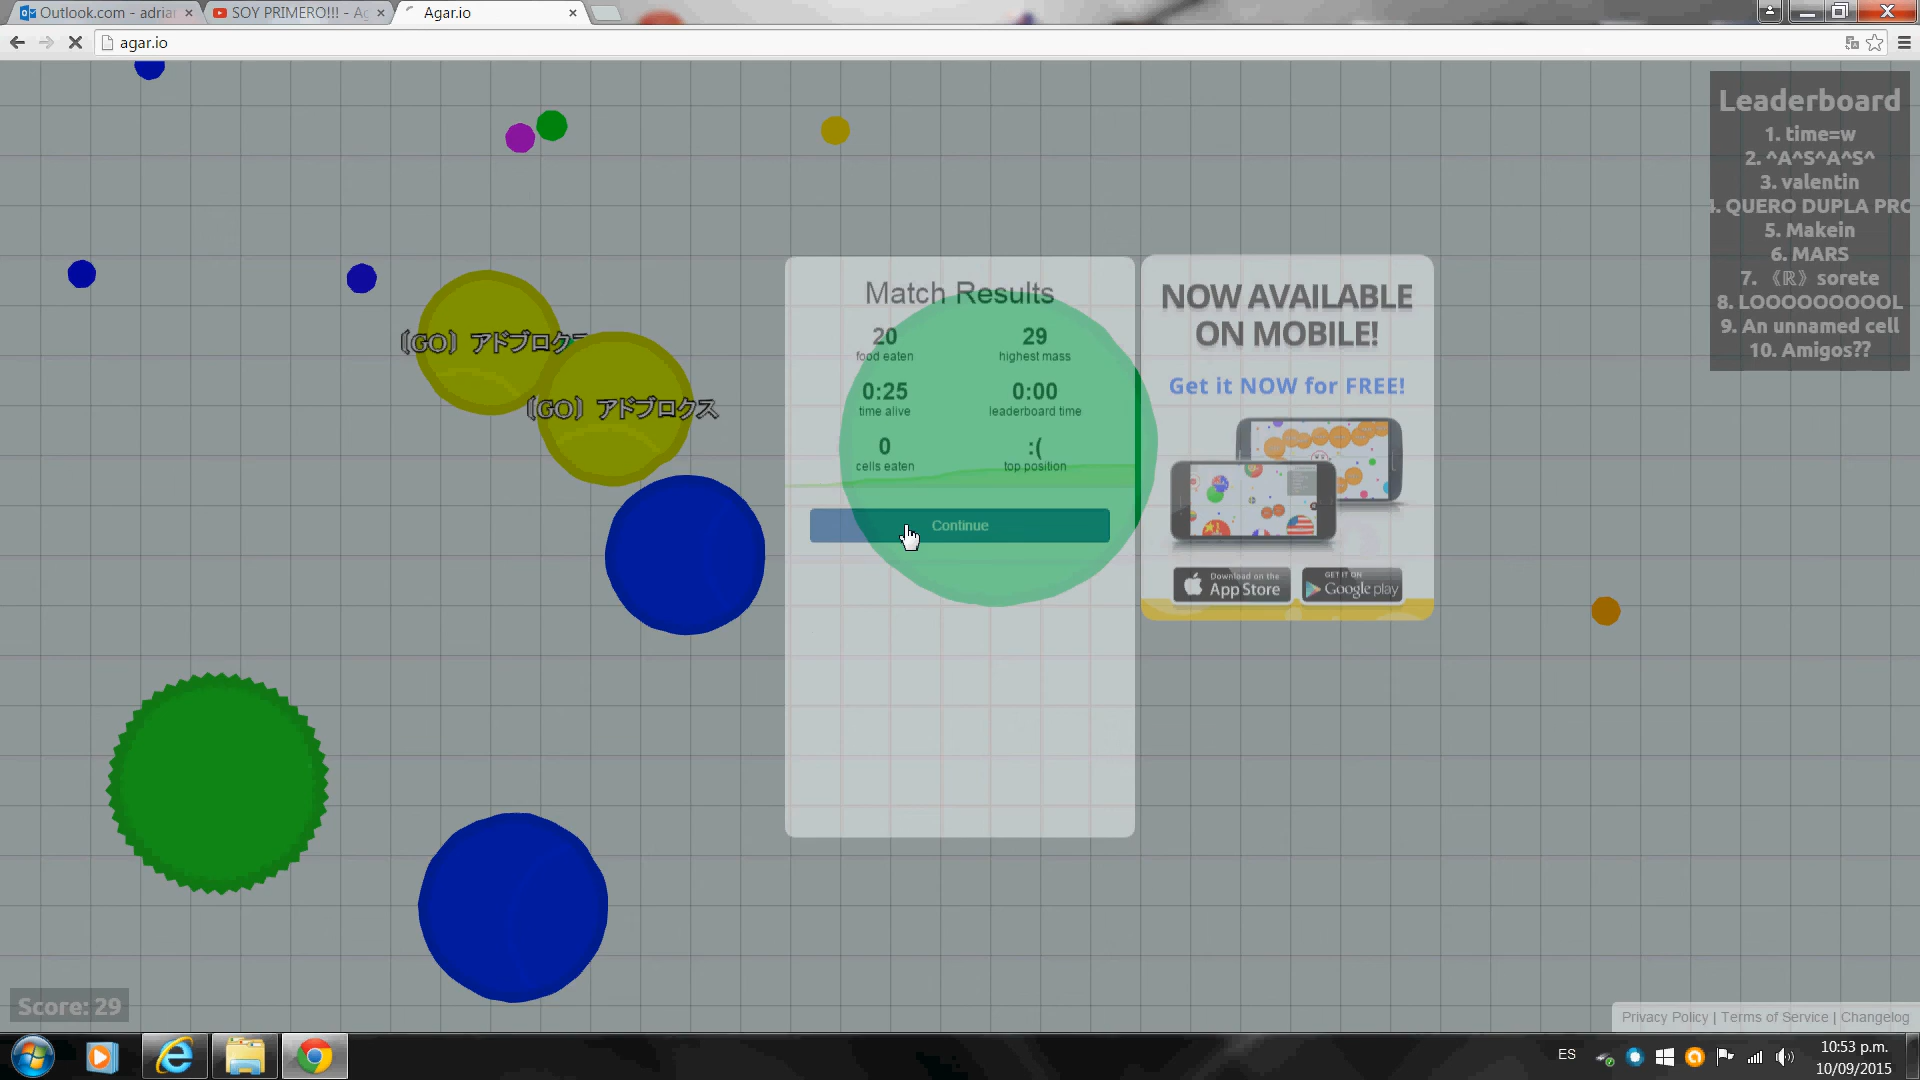 Outlook.com - adria
SOY PRIMERO!!! - Ag
Agar.io
agar.io
Leaderboard
1. time=w
2. ^A^S^A^S^
3. valentin
4. QUERO DUPLA PRO
5. Makein
6. MARS
7. 《ℝ》 sorete
8. LOOOOOOOOOL
9. An unnamed cell
10. Amigos??
Match Results
20
food eaten
29
highest mass
0:25
time alive
0:00
leaderboard time
0
cells eaten
:(
top position
Continue
NOW AVAILABLE
ON MOBILE!
Get it NOW for FREE!
Download on the
App Store
GET IT ON
Google play
〔GO〕アドブロクス
〔GO〕アドブロクス
Score: 29
Privacy Policy | Terms of Service | Changelog
ES
10:53 p.m.
10/09/2015